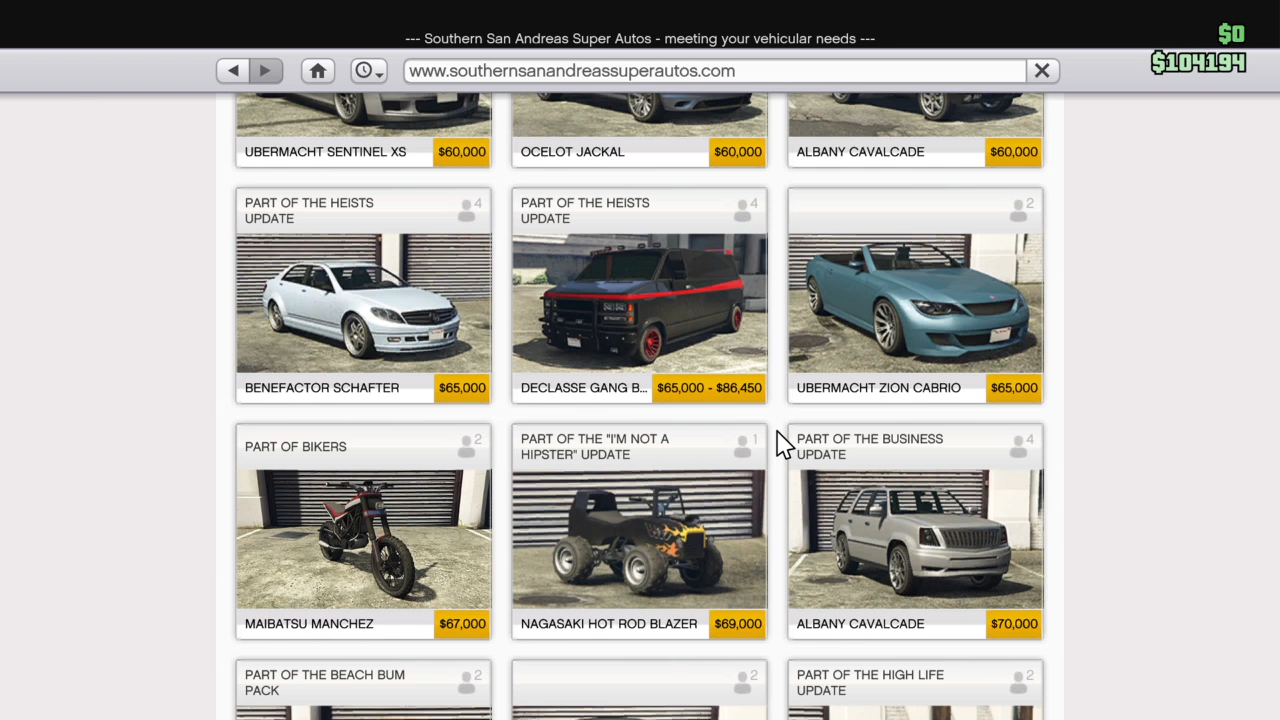 --- Southern San Andreas Super Autos - meeting your vehicular needs ---
$0
$104194
www.southernsanandreassuperautos.com
UBERMACHT SENTINEL XS $60,000
OCELOT JACKAL $60,000
ALBANY CAVALCADE $60,000
PART OF THE HEISTS
UPDATE
4
BENEFACTOR SCHAFTER $65,000
PART OF THE HEISTS
UPDATE
4
DECLASSE GANG B... $65,000 - $86,450
2
UBERMACHT ZION CABRIO $65,000
PART OF BIKERS
2
MAIBATSU MANCHEZ $67,000
PART OF THE "I'M NOT A
HIPSTER" UPDATE
1
NAGASAKI HOT ROD BLAZER $69,000
PART OF THE BUSINESS
UPDATE
4
ALBANY CAVALCADE $70,000
PART OF THE BEACH BUM
PACK
2
2
PART OF THE HIGH LIFE
UPDATE
2